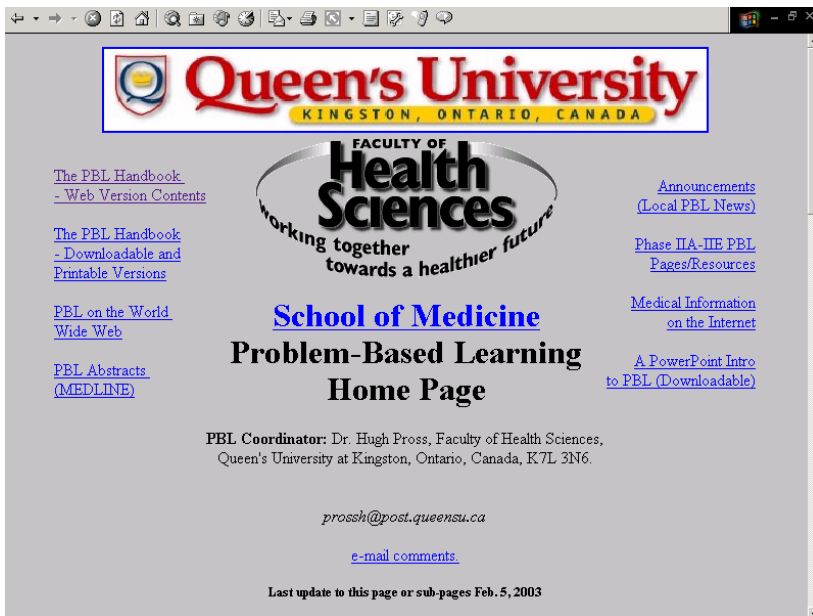 Queen's University
KINGSTON, ONTARIO, CANADA
FACULTY OF
Health
Sciences
working together
towards a healthier future
The PBL Handbook
- Web Version Contents
The PBL Handbook
- Downloadable and
Printable Versions
PBL on the World
Wide Web
PBL Abstracts
(MEDLINE)
Announcements
(Local PBL News)
Phase IIA-IIE PBL
Pages/Resources
Medical Information
on the Internet
A PowerPoint Intro
to PBL (Downloadable)
School of Medicine
Problem-Based Learning
Home Page
PBL Coordinator: Dr. Hugh Pross, Faculty of Health Sciences,
Queen's University at Kingston, Ontario, Canada, K7L 3N6.
prossh@post.queensu.ca
e-mail comments.
Last update to this page or sub-pages Feb. 5, 2003